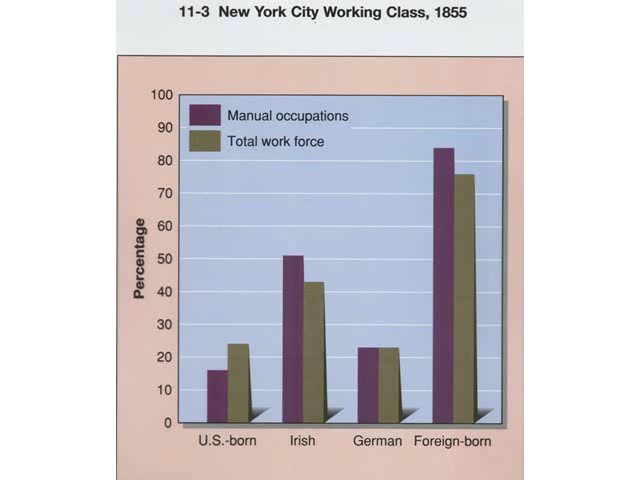 11-3 New York City Working Class, 1855
100
90
80
70
60
50
40
30
20
10
0
Percentage
Manual occupations
Total work force
U.S.-born Irish German Foreign-born